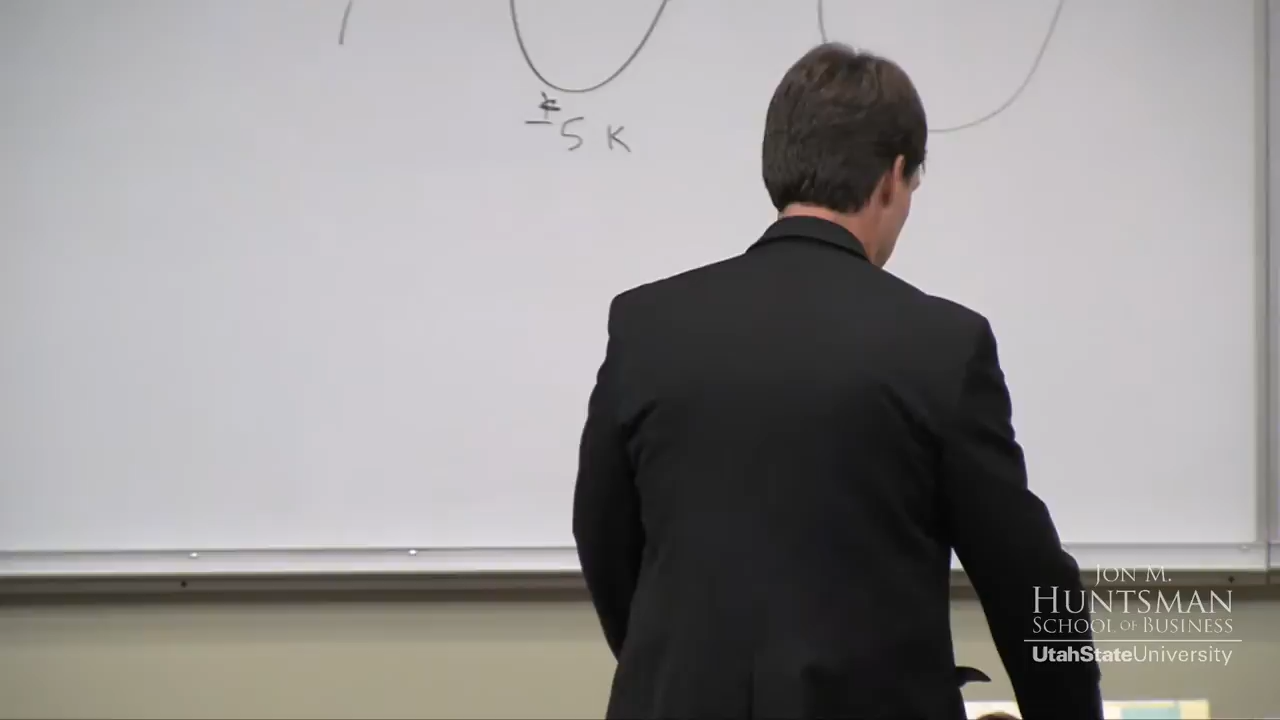 5 K
JON M.
HUNTSMAN
SCHOOL OF BUSINESS
UtahStateUniversity